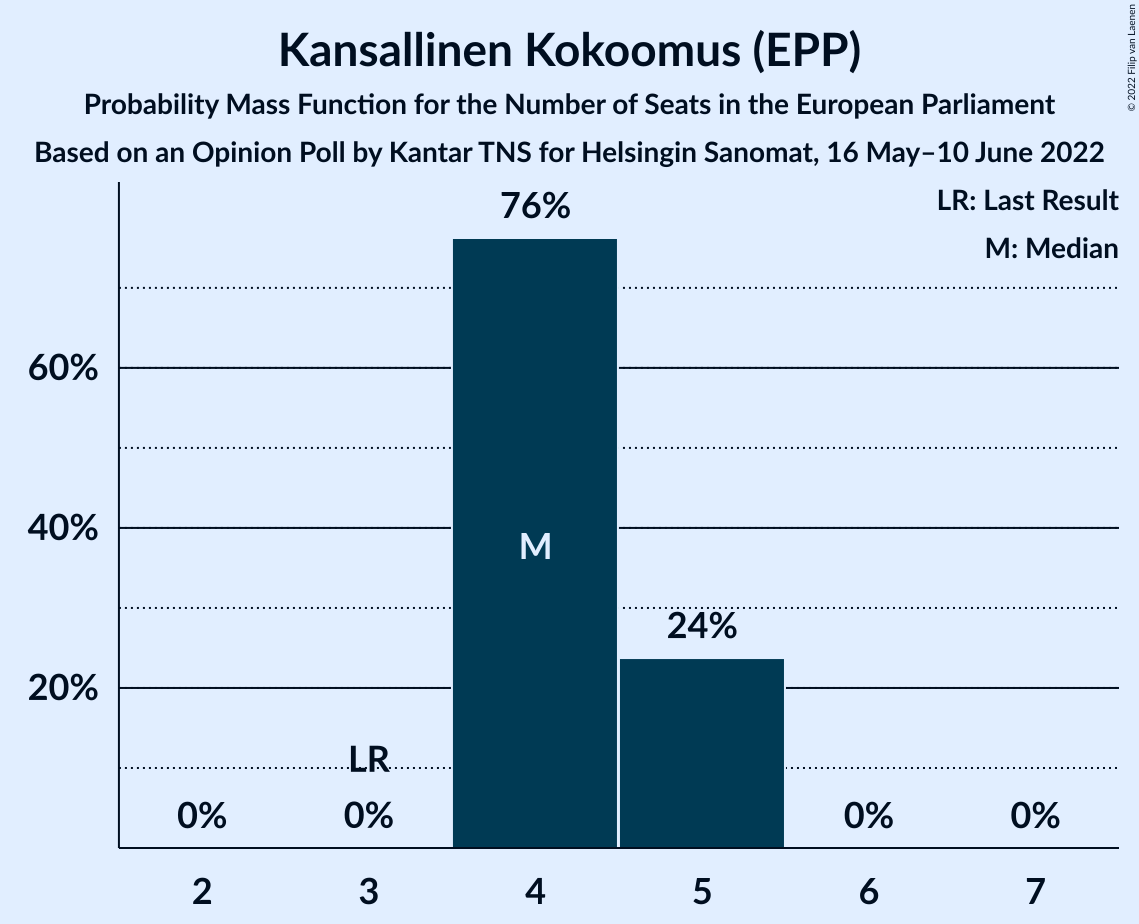 Kansallinen Kokoomus (EPP)
Probability Mass Function for the Number of Seats in the European Parliament
Based on an Opinion Poll by Kantar TNS for Helsingin Sanomat, 16 May–10 June 2022
© 2022 Filip van Laenen
LR: Last Result
M: Median
76%
60%
40%
M
24%
20%
LR
0% 0% 0% 0%
2 3 4 5 6 7